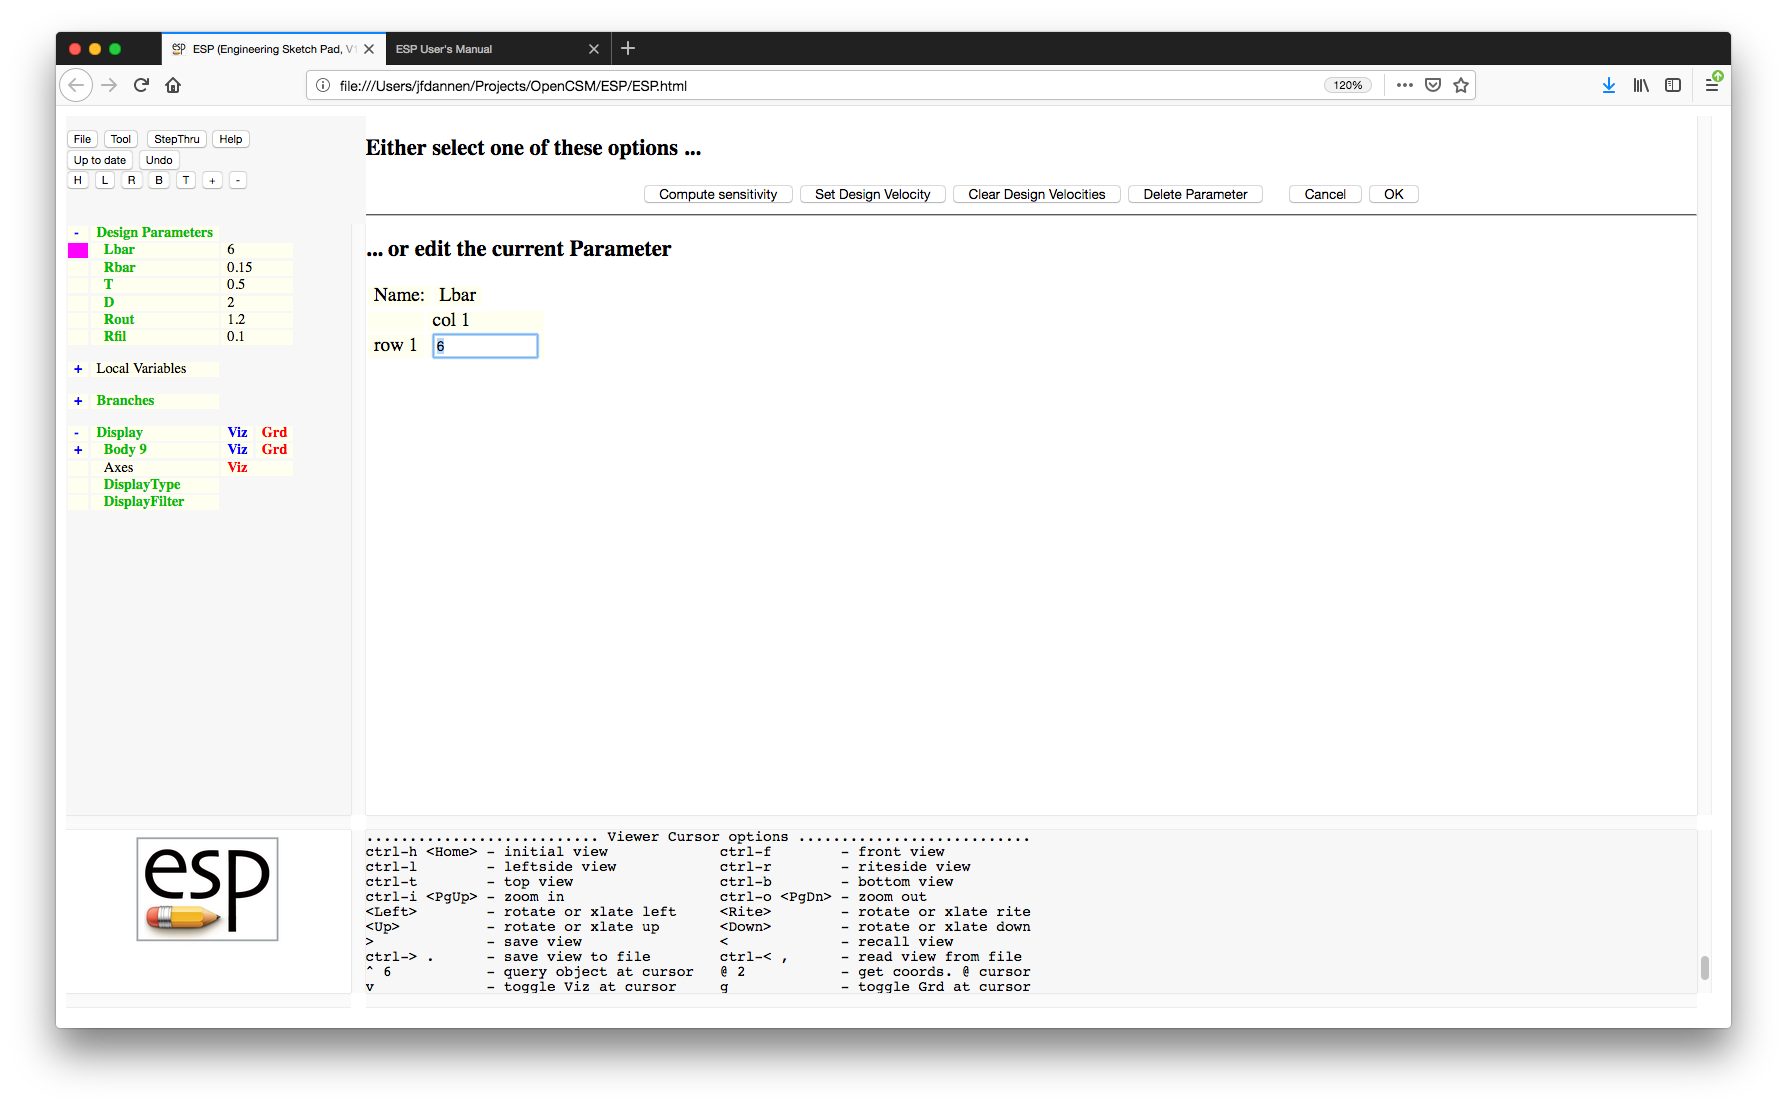 esp ESP (Engineering Sketch Pad, V1
ESP User's Manual
file:///Users/jfdannen/Projects/OpenCSM/ESP/ESP.html 120%
File Tool StepThru Help
Up to date Undo
H L R B T + -
- Design Parameters
Lbar 6
Rbar 0.15
T 0.5
D 2
Rout 1.2
Rfil 0.1
+ Local Variables
+ Branches
- Display Viz Grd
+ Body 9 Viz Grd
Axes Viz
DisplayType
DisplayFilter
Either select one of these options ...
Compute sensitivity Set Design Velocity Clear Design Velocities Delete Parameter Cancel OK
... or edit the current Parameter
Name: Lbar
col 1
row 1 6
esp
........................... Viewer Cursor options ...........................
ctrl-h <Home> - initial view ctrl-f - front view
ctrl-l - leftside view ctrl-r - riteside view
ctrl-t - top view ctrl-b - bottom view
ctrl-i <PgUp> - zoom in ctrl-o <PgDn> - zoom out
<Left> - rotate or xlate left <Rite> - rotate or xlate rite
<Up> - rotate or xlate up <Down> - rotate or xlate down
> - save view < - recall view
ctrl-> . - save view to file ctrl-< , - read view from file
^ 6 - query object at cursor @ 2 - get coords. @ cursor
v - toggle Viz at cursor g - toggle Grd at cursor